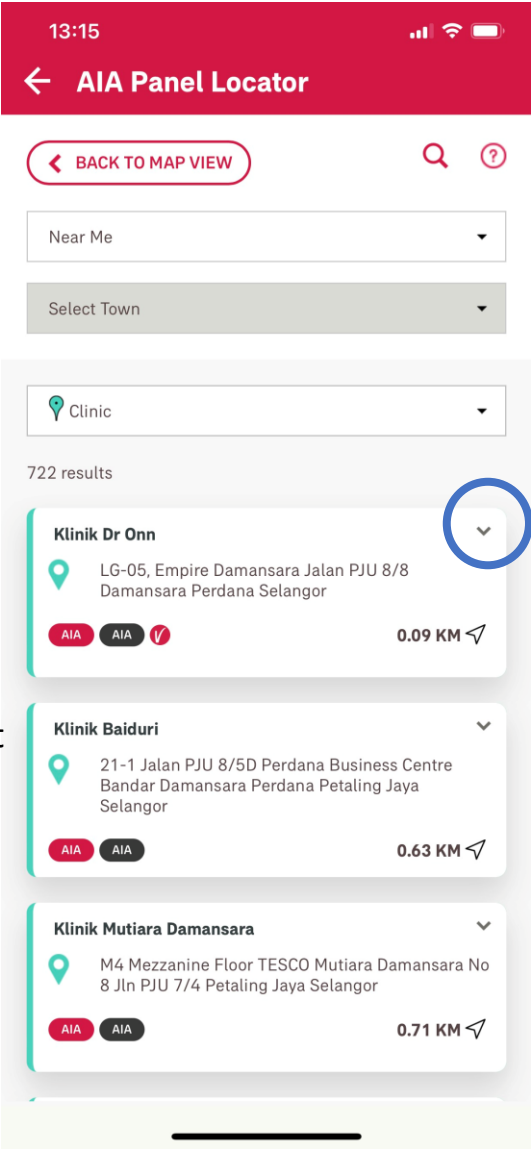 13:15
AIA Panel Locator
BACK TO MAP VIEW
?
Near Me
Select Town
Clinic
722 results
Klinik Dr Onn
LG-05, Empire Damansara Jalan PJU 8/8
Damansara Perdana Selangor
AIA AIA
0.09 KM
Klinik Baiduri
21-1 Jalan PJU 8/5D Perdana Business Centre
Bandar Damansara Perdana Petaling Jaya
Selangor
AIA AIA
0.63 KM
Klinik Mutiara Damansara
M4 Mezzanine Floor TESCO Mutiara Damansara No
8 Jln PJU 7/4 Petaling Jaya Selangor
AIA AIA
0.71 KM